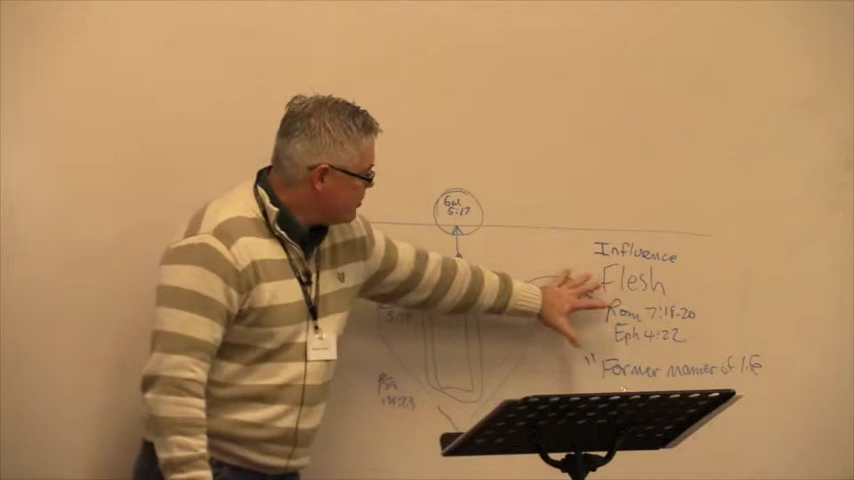 Gal
5:17
Influence
Flesh
Rom 7:18-20
Eph 4:22
"Former manner of life